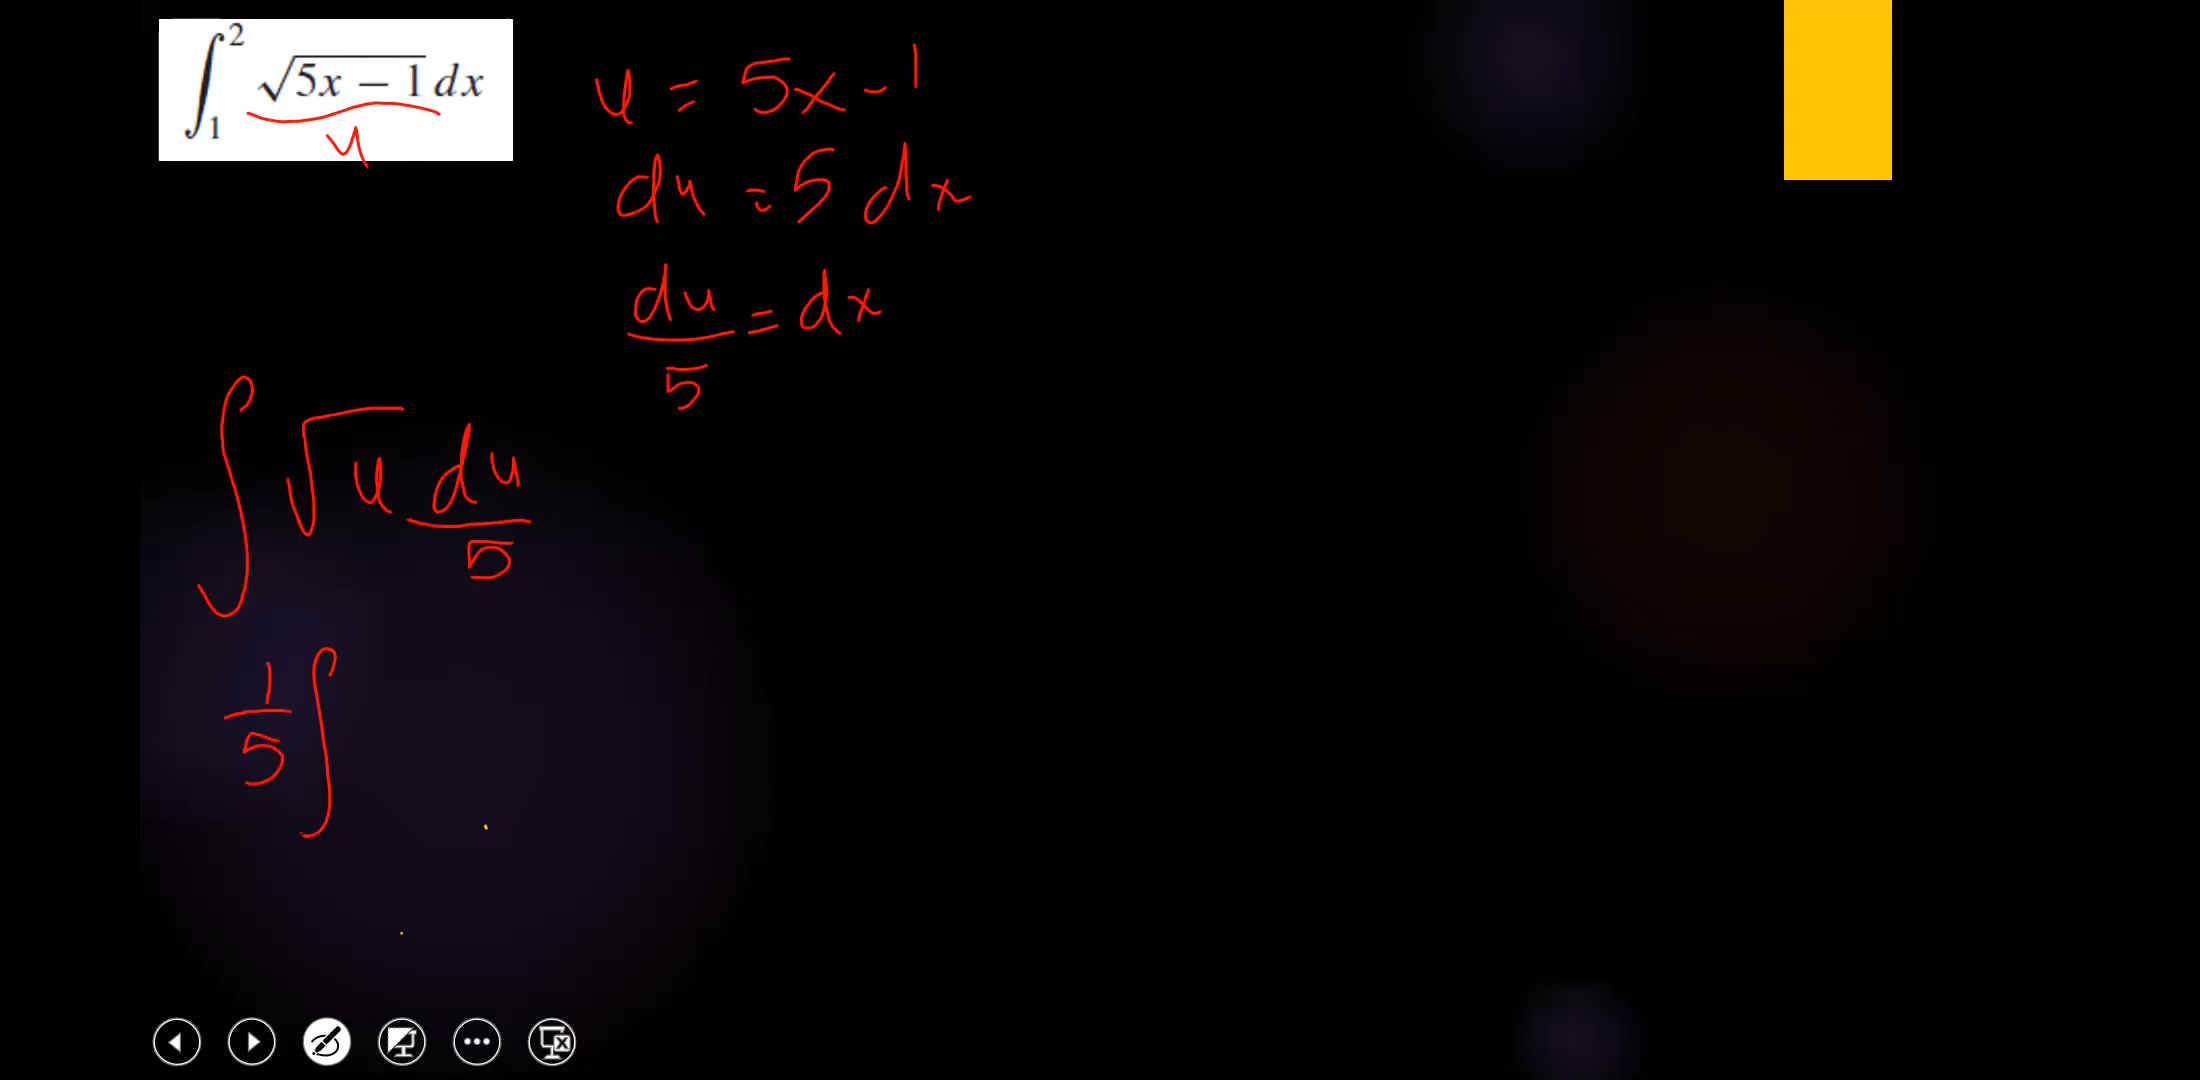 ∫₁² √(5x − 1) dx
u
u = 5x - 1
du = 5 dx
du/5 = dx
∫ √u du/5
1/5 ∫